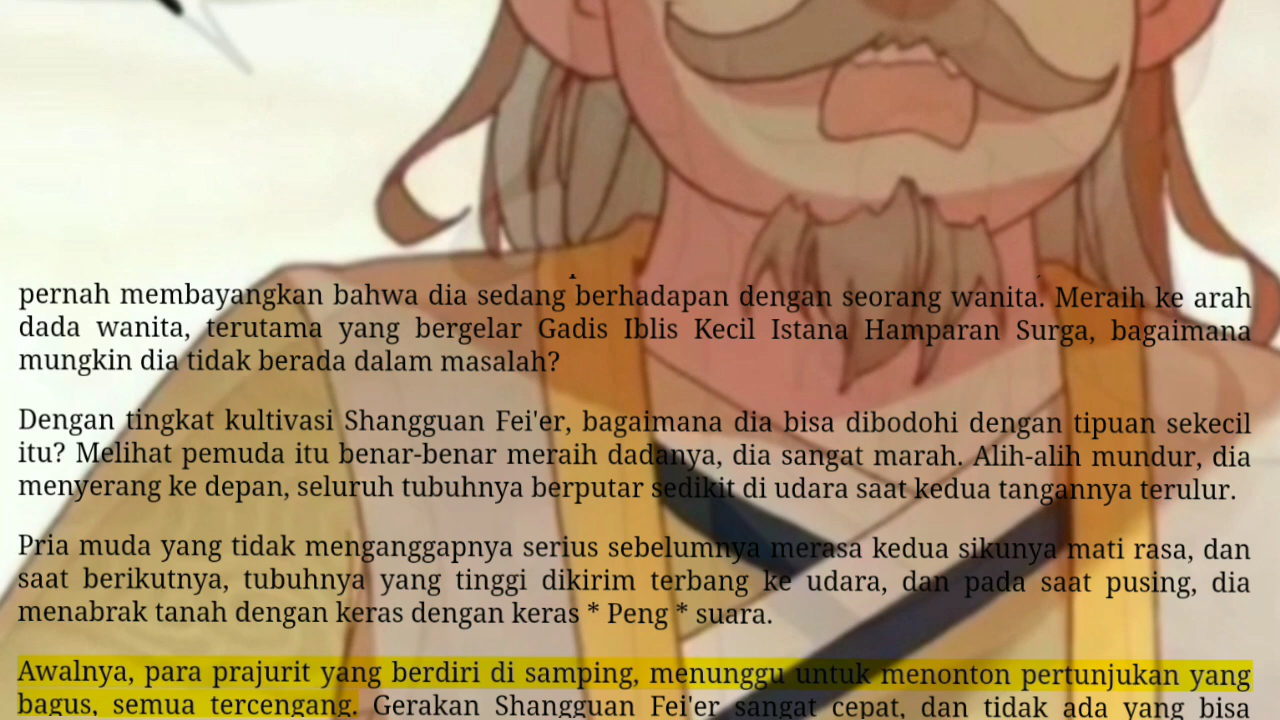 pernah membayangkan bahwa dia sedang berhadapan dengan seorang wanita. Meraih ke arah
dada wanita, terutama yang bergelar Gadis Iblis Kecil Istana Hamparan Surga, bagaimana
mungkin dia tidak berada dalam masalah?
Dengan tingkat kultivasi Shangguan Fei'er, bagaimana dia bisa dibodohi dengan tipuan sekecil
itu? Melihat pemuda itu benar-benar meraih dadanya, dia sangat marah. Alih-alih mundur, dia
menyerang ke depan, seluruh tubuhnya berputar sedikit di udara saat kedua tangannya terulur.
Pria muda yang tidak menganggapnya serius sebelumnya merasa kedua sikunya mati rasa, dan
saat berikutnya, tubuhnya yang tinggi dikirim terbang ke udara, dan pada saat pusing, dia
menabrak tanah dengan keras dengan keras * Peng * suara.
Awalnya, para prajurit yang berdiri di samping, menunggu untuk menonton pertunjukan yang
bagus, semua tercengang. Gerakan Shangguan Fei'er sangat cepat, dan tidak ada yang bisa